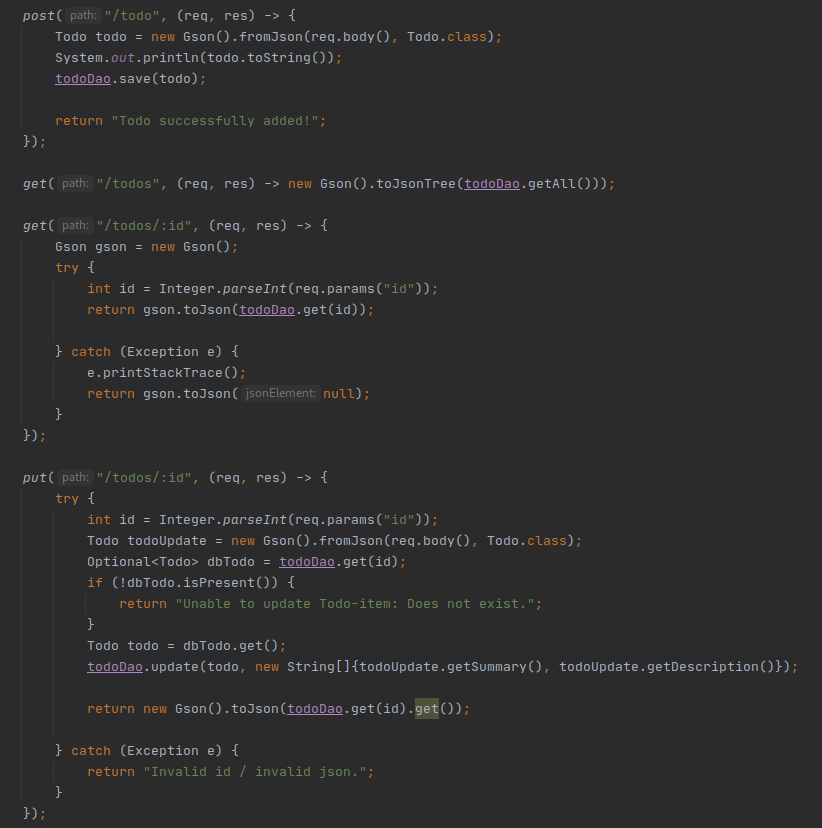 post( path: "/todo", (req, res) -> {
    Todo todo = new Gson().fromJson(req.body(), Todo.class);
    System.out.println(todo.toString());
    todoDao.save(todo);
    return "Todo successfully added!";
});
get( path: "/todos", (req, res) -> new Gson().toJsonTree(todoDao.getAll()));
get( path: "/todos/:id", (req, res) -> {
    Gson gson = new Gson();
    try {
        int id = Integer.parseInt(req.params("id"));
        return gson.toJson(todoDao.get(id));
    } catch (Exception e) {
        e.printStackTrace();
        return gson.toJson( jsonElement: null);
    }
});
put( path: "/todos/:id", (req, res) -> {
    try {
        int id = Integer.parseInt(req.params("id"));
        Todo todoUpdate = new Gson().fromJson(req.body(), Todo.class);
        Optional<Todo> dbTodo = todoDao.get(id);
        if (!dbTodo.isPresent()) {
            return "Unable to update Todo-item: Does not exist.";
        }
        Todo todo = dbTodo.get();
        todoDao.update(todo, new String[]{todoUpdate.getSummary(), todoUpdate.getDescription()});
        return new Gson().toJson(todoDao.get(id).get());
    } catch (Exception e) {
        return "Invalid id / invalid json.";
    }
});